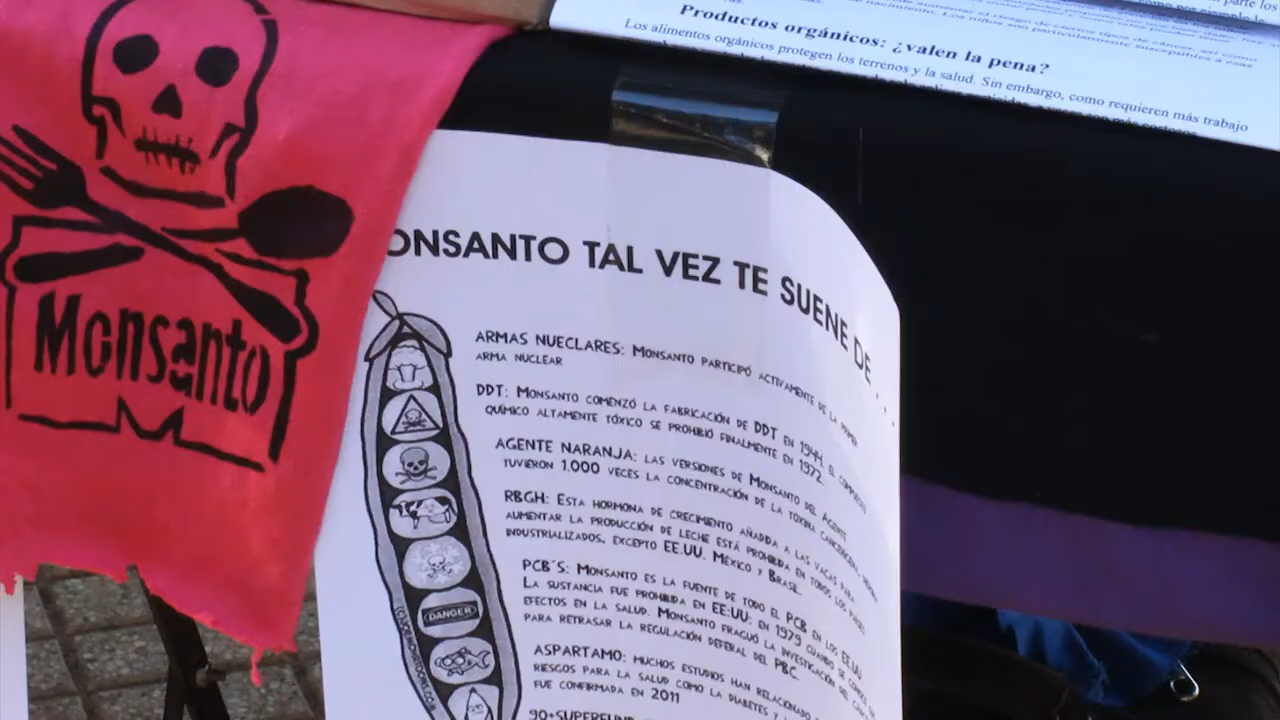 Productos orgánicos: ¿valen la pena?
Los alimentos orgánicos protegen los terrenos y la salud. Sin embargo, como requieren más trabajo
Monsanto
ONSANTO TAL VEZ TE SUENE DE...
ARMAS NUECLARES: MONSANTO PARTICIPÓ ACTIVAMENTE DE LA PRIMER
ARMA NUCLEAR
DDT: MONSANTO COMENZÓ LA FABRICACIÓN DE DDT EN 1944. EL COMPUESTO
QUÍMICO ALTAMENTE TÓXICO SE PROHIBIÓ FINALMENTE EN 1972.
AGENTE NARANJA: LAS VERSIONES DE MONSANTO DEL AGENTE
TUVIERON 1.000 VECES LA CONCENTRACIÓN DE LA TOXINA
RBGH: ESTA HORMONA DE CRECIMIENTO AÑADIDA A LAS VACAS PARA
AUMENTAR LA PRODUCCIÓN DE LECHE ESTÁ PROHIBIDA EN TODOS LOS PAÍSES
INDUSTRIALIZADOS, EXCEPTO EE.UU. MÉXICO Y BRASIL.
PCB'S: MONSANTO ES LA FUENTE DE TODO EL PCB EN LOS EE.UU.
LA SUSTANCIA FUE PROHIBIDA EN EE:UU: EN 1979 CUANDO SE
EFECTOS EN LA SALUD. MONSANTO FRAGUÓ LA INVESTIGACIÓN DEL
PARA RETRASAR LA REGULACIÓN DEFERAL DEL PBC.
ASPARTAMO: MUCHOS ESTUDIOS HAN RELACIONADO
RIESGOS PARA LA SALUD COMO LA DIABETES Y
FUE CONFIRMADA EN 2011
90+SUPERFUND
DANGER